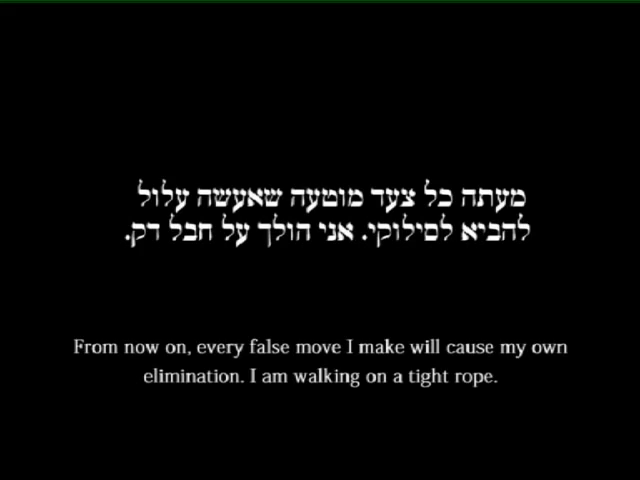 מעתה כל צעד מוטעה שאעשה עלול
להביא לסילוקי. אני הולך על חבל דק.
From now on, every false move I make will cause my own
elimination. I am walking on a tight rope.